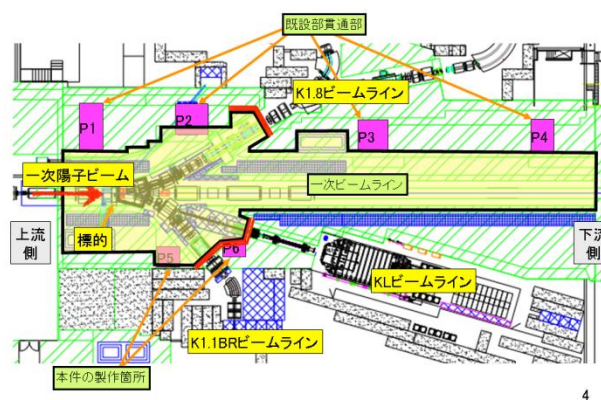 既設部貫通部
K1.8ビームライン
P1
P2
P3
P4
一次陽子ビーム
一次ビームライン
上流
側
標的
下流
側
P5
P6
KLビームライン
K1.1BRビームライン
本件の製作箇所
4